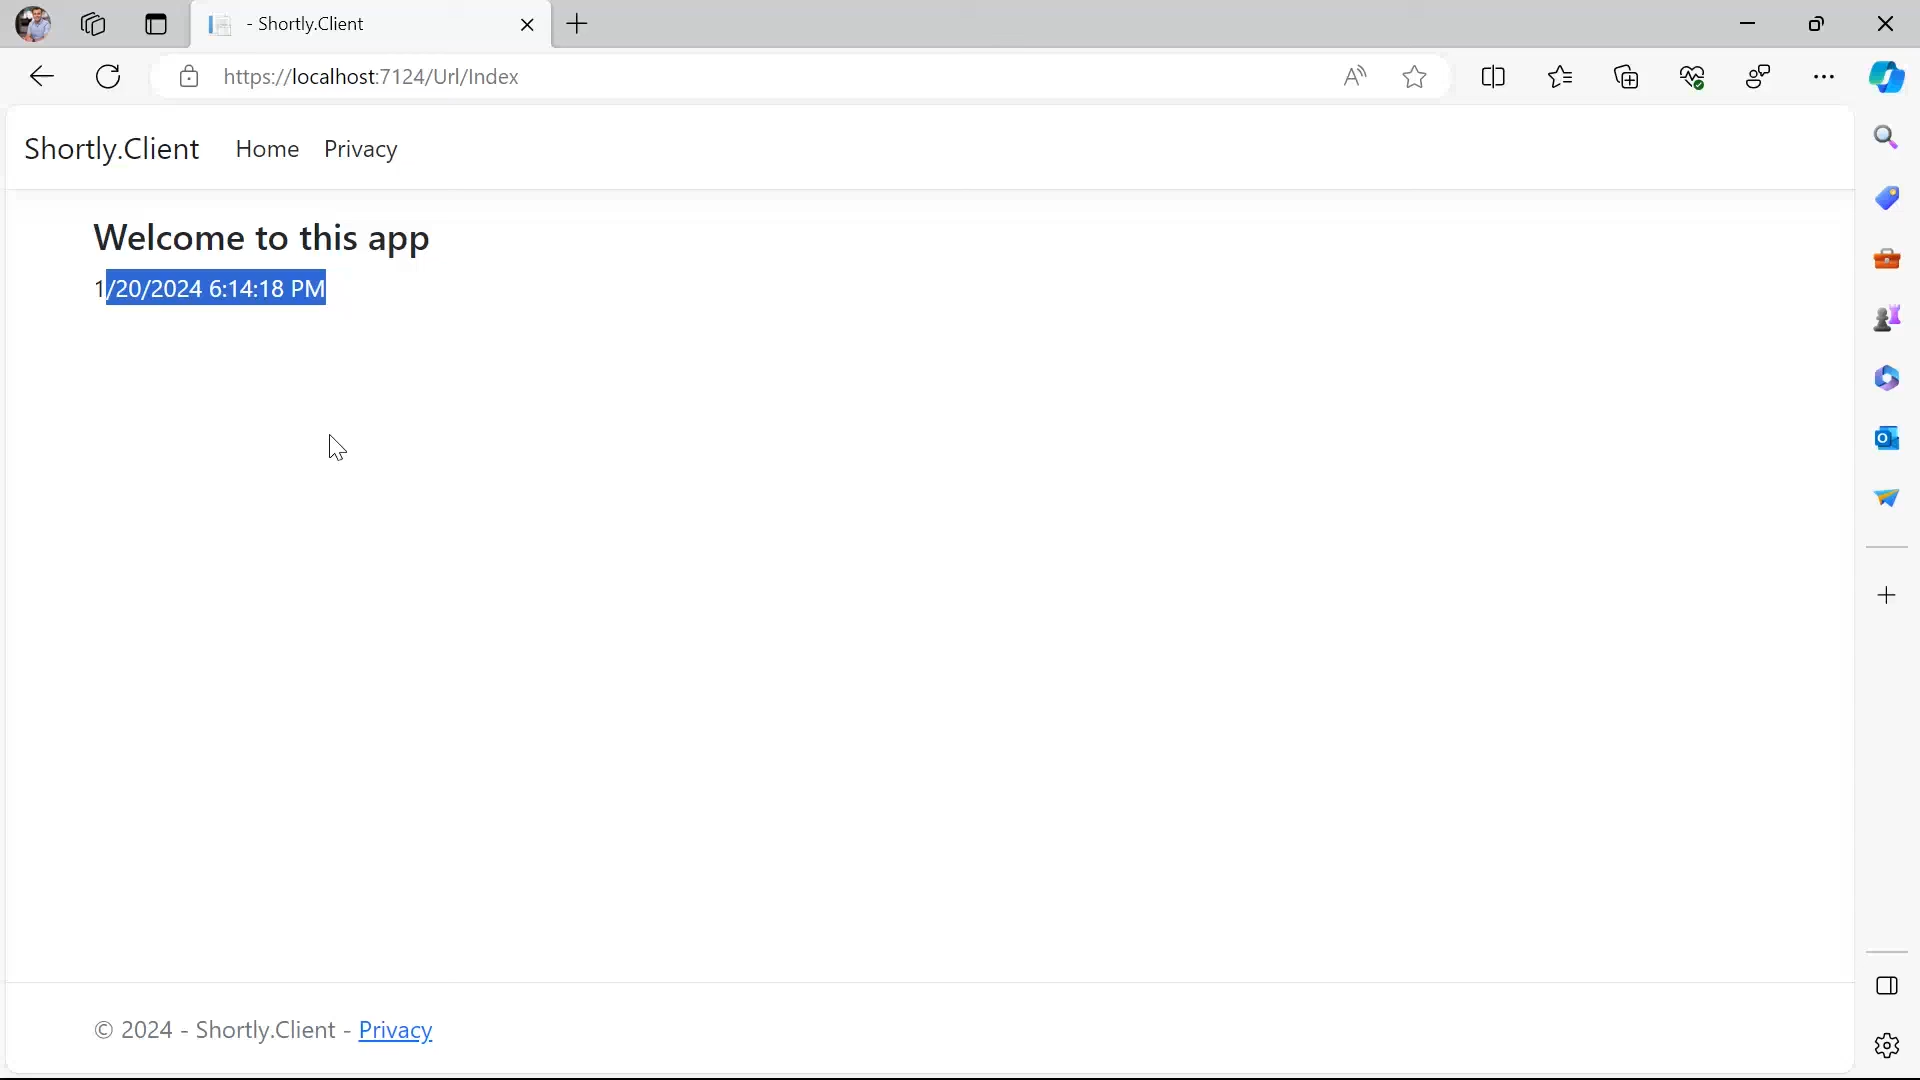 - Shortly.Client
https://localhost:7124/Url/Index
Shortly.Client Home Privacy
Welcome to this app
1/20/2024 6:14:18 PM
© 2024 - Shortly.Client - Privacy